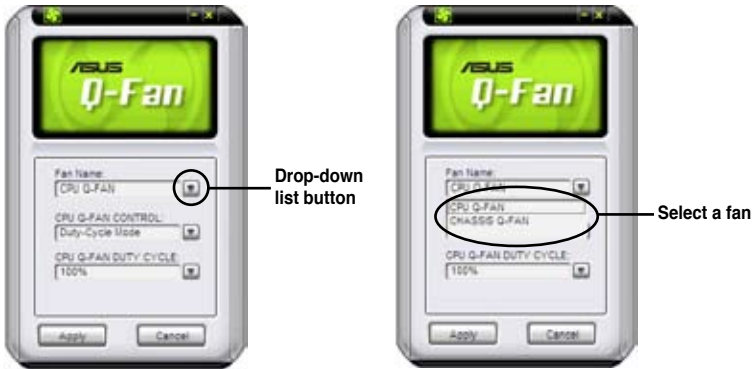 ASUS
Q-Fan
Fan Name:
CPU Q-FAN
CPU Q-FAN CONTROL:
Duty-Cycle Mode
CPU Q-FAN DUTY CYCLE:
100%
Apply
Cancel
Drop-down
list button
ASUS
Q-Fan
Fan Name:
CPU Q-FAN
CPU Q-FAN
CHASSIS Q-FAN
CPU Q-FAN DUTY CYCLE:
100%
Apply
Cancel
Select a fan